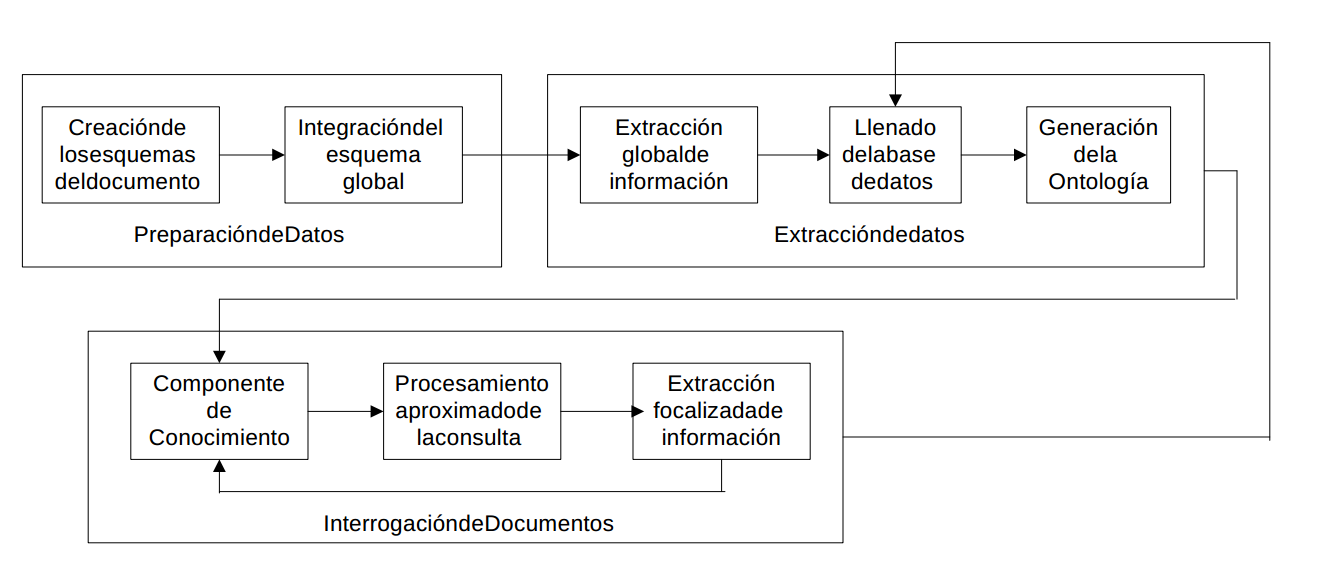 Creaciónde
losesquemas
deldocumento
Integracióndel
esquema
global
PreparacióndeDatos
Extracción
globalde
información
Llenado
delabase
dedatos
Generación
dela
Ontología
Extraccióndedatos
Componente
de
Conocimiento
Procesamiento
aproximadode
laconsulta
Extracción
focalizadade
información
InterrogacióndeDocumentos